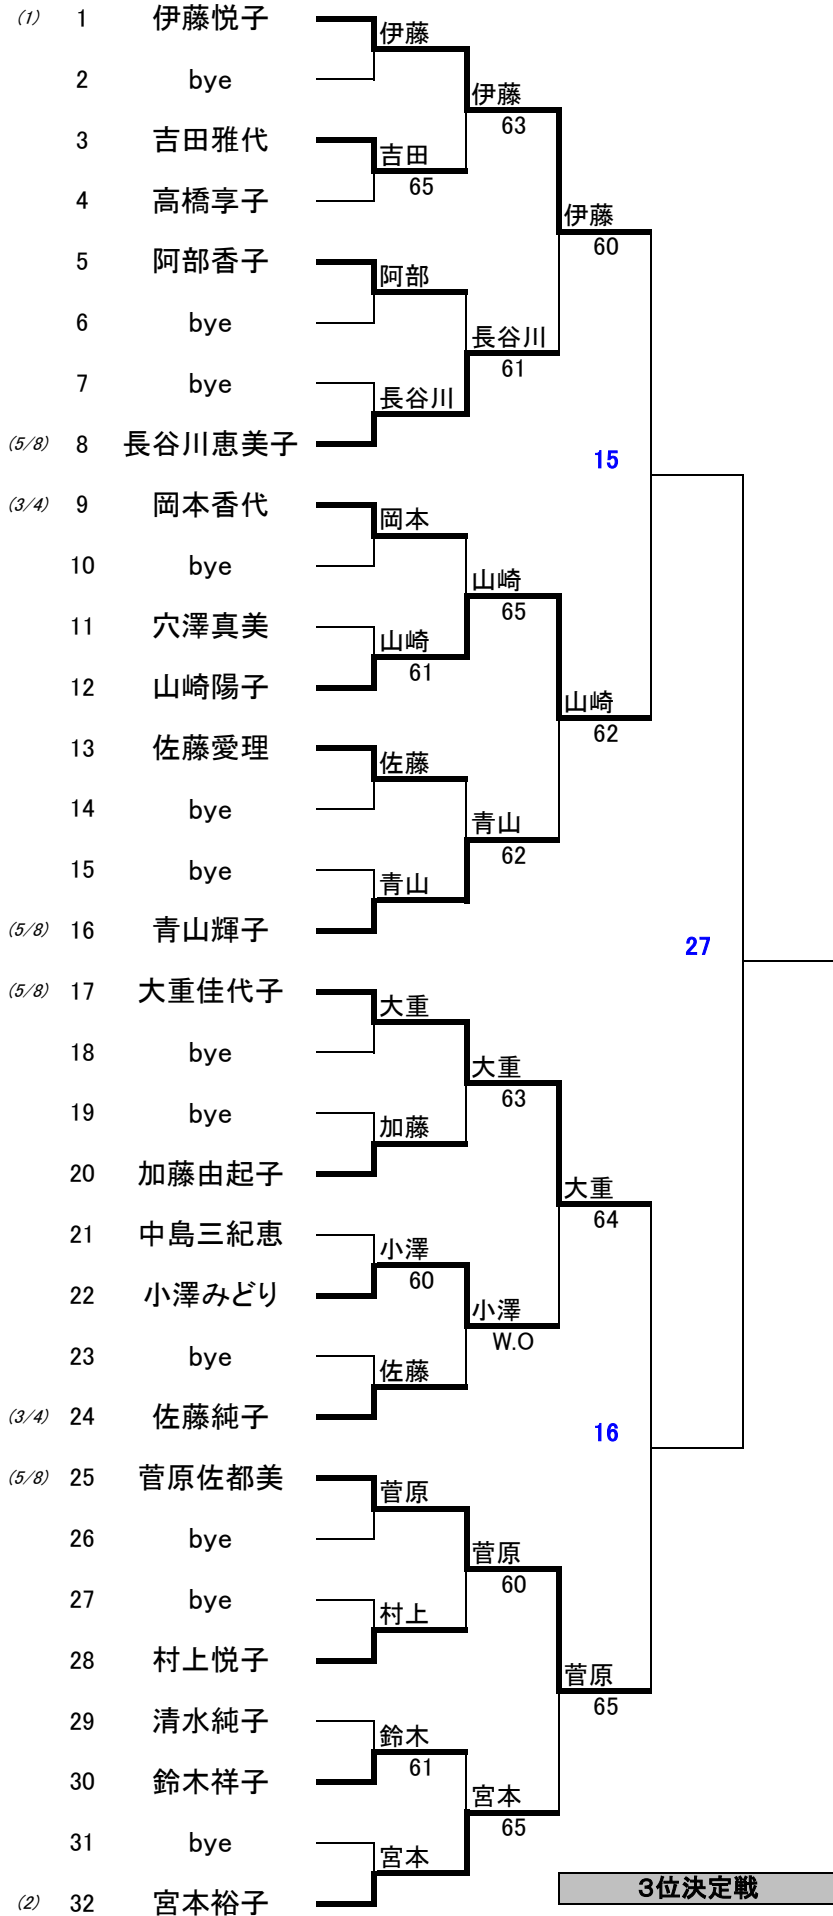 (1) 1 伊藤悦子
伊藤
2 bye
伊藤
63
3 吉田雅代
吉田
65
4 高橋享子
伊藤
60
5 阿部香子
阿部
6 bye
長谷川
61
7 bye
長谷川
(5/8) 8 長谷川恵美子
15
(3/4) 9 岡本香代
岡本
10 bye
山崎
65
11 穴澤真美
山崎
61
12 山崎陽子
山崎
62
13 佐藤愛理
佐藤
14 bye
青山
62
15 bye
青山
(5/8) 16 青山輝子
27
(5/8) 17 大重佳代子
大重
18 bye
大重
63
19 bye
加藤
20 加藤由起子
大重
64
21 中島三紀恵
小澤
60
22 小澤みどり
小澤
W.O
23 bye
佐藤
(3/4) 24 佐藤純子
16
(5/8) 25 菅原佐都美
菅原
26 bye
菅原
60
27 bye
村上
28 村上悦子
菅原
65
29 清水純子
鈴木
61
30 鈴木祥子
宮本
65
31 bye
宮本
3位決定戦
(2) 32 宮本裕子